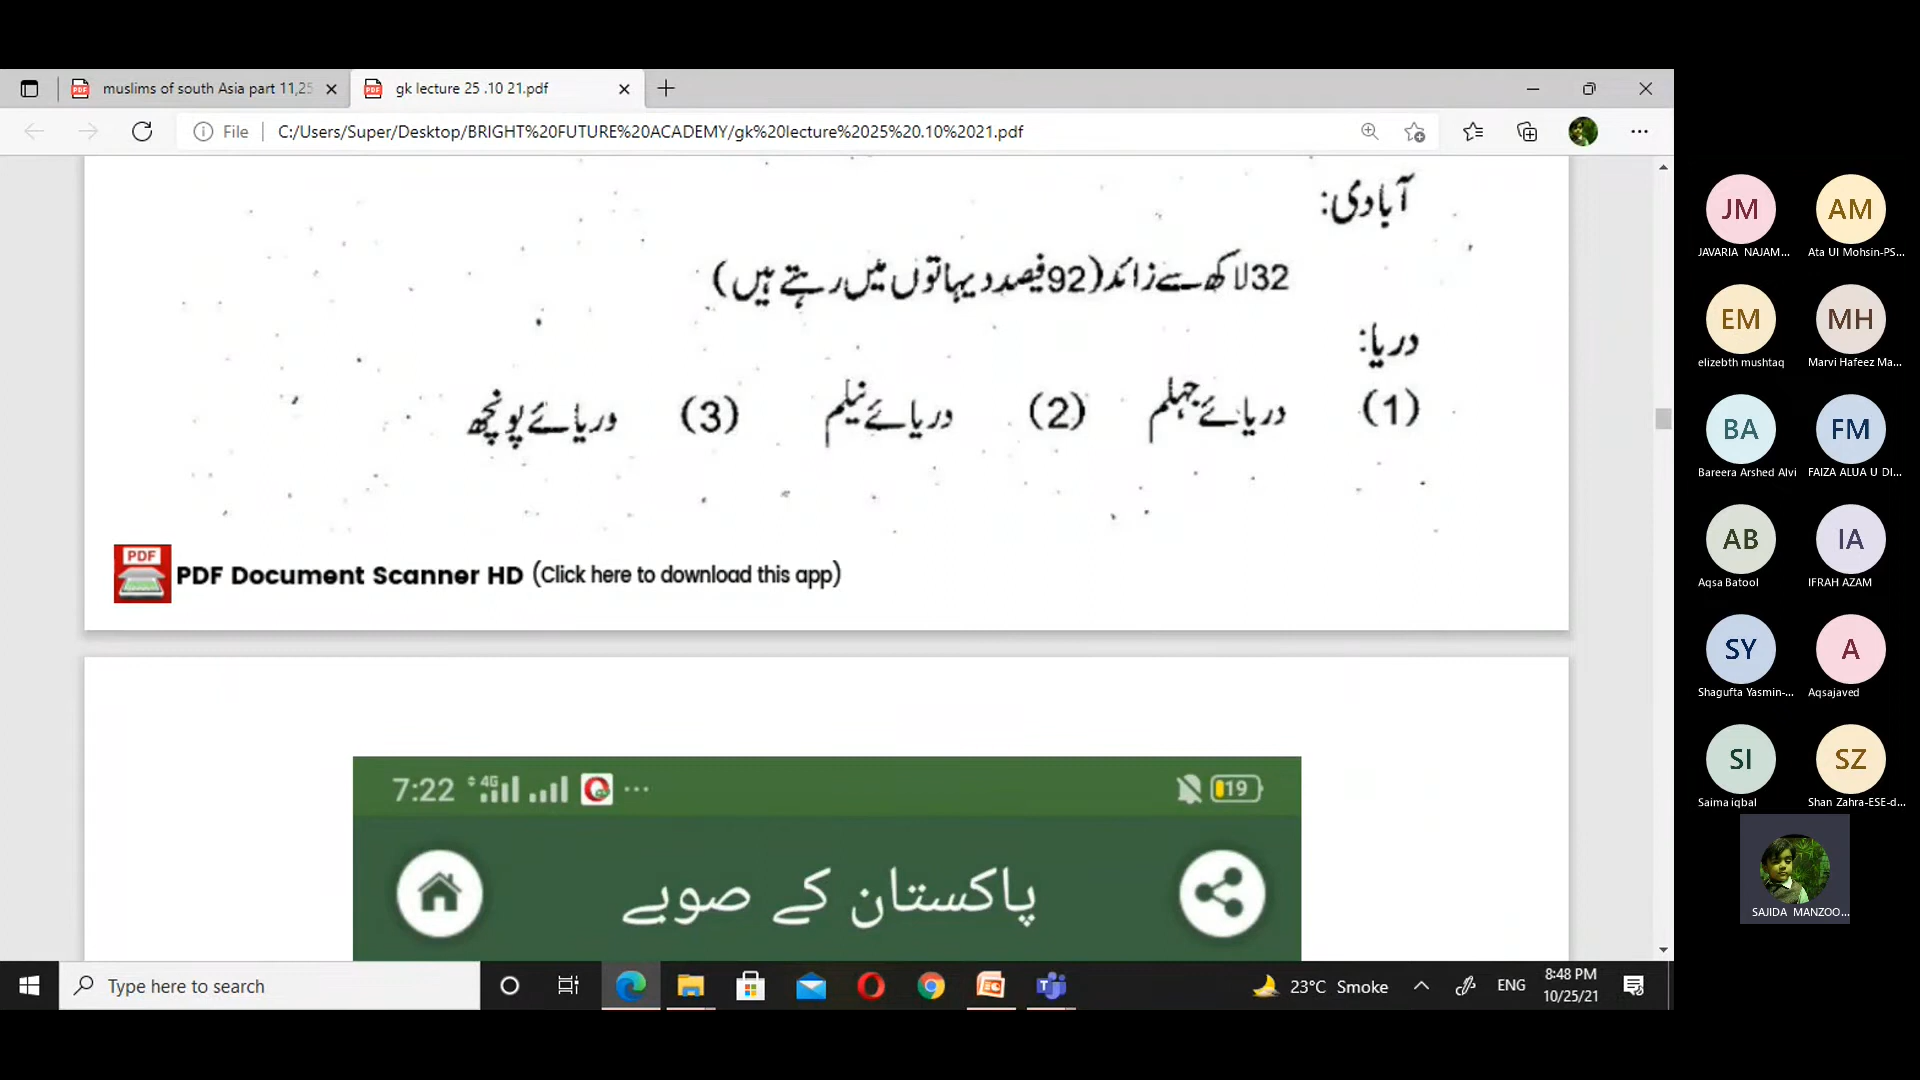 muslims of south Asia part 11,25
gk lecture 25 .10 21.pdf
File
C:/Users/Super/Desktop/BRIGHT%20FUTURE%20ACADEMY/gk%20lecture%2025%20.10%2021.pdf
آبادی:
32لاکھ سے زائد (92 فیصد دیہاتوں میں رہتے ہیں)
دریا:
(1) دریائے جہلم (2) دریائے نیلم (3) دریائے پونچھ
PDF
PDF Document Scanner HD (Click here to download this app)
7:22 4G ... 19
پاکستان کے صوبے
JM AM
JAVARIA NAJAM... Ata Ul Mohsin-PS...
EM MH
elizebth mushtaq Marvi Hafeez Ma...
BA FM
Bareera Arshed Alvi FAIZA ALUA U DI...
AB IA
Aqsa Batool IFRAH AZAM
SY A
Shagufta Yasmin-... Aqsajaved
SI SZ
Saima iqbal Shan Zahra-ESE-d...
SAJIDA MANZOO...
Type here to search
23°C Smoke
ENG
8:48 PM
10/25/21